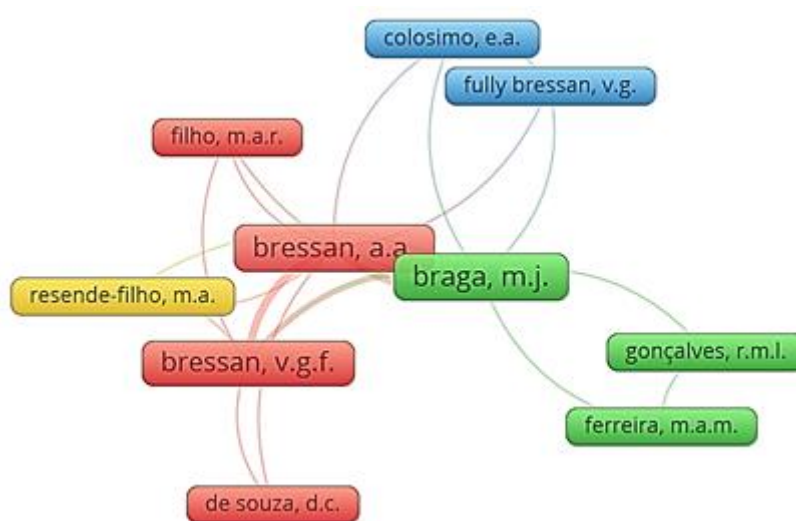 colosimo, e.a.
fully bressan, v.g.
filho, m.a.r.
bressan, a.a
braga, m.j.
resende-filho, m.a.
bressan, v.g.f.
gonçalves, r.m.l.
ferreira, m.a.m.
de souza, d.c.